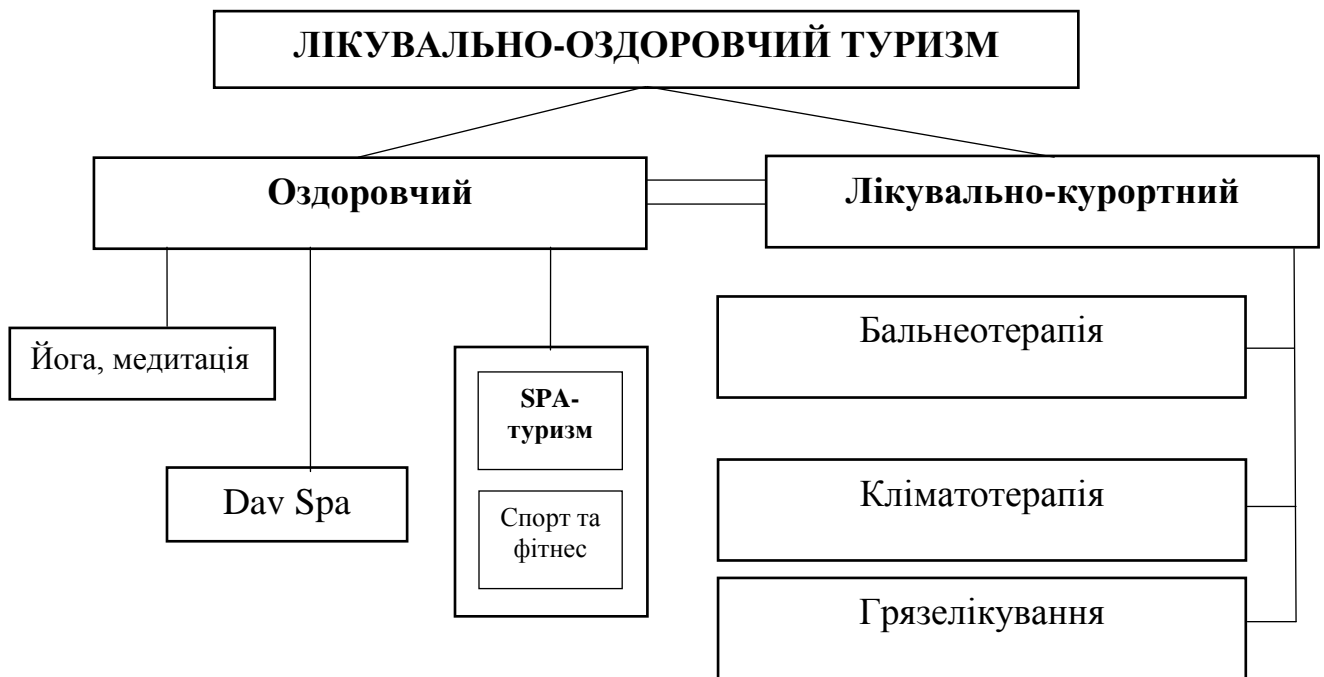 ЛІКУВАЛЬНО-ОЗДОРОВЧИЙ ТУРИЗМ
Оздоровчий
Лікувально-курортний
Йога, медитація
Dav Spa
SPA-
туризм
Спорт та
фітнес
Бальнеотерапія
Кліматотерапія
Грязелікування